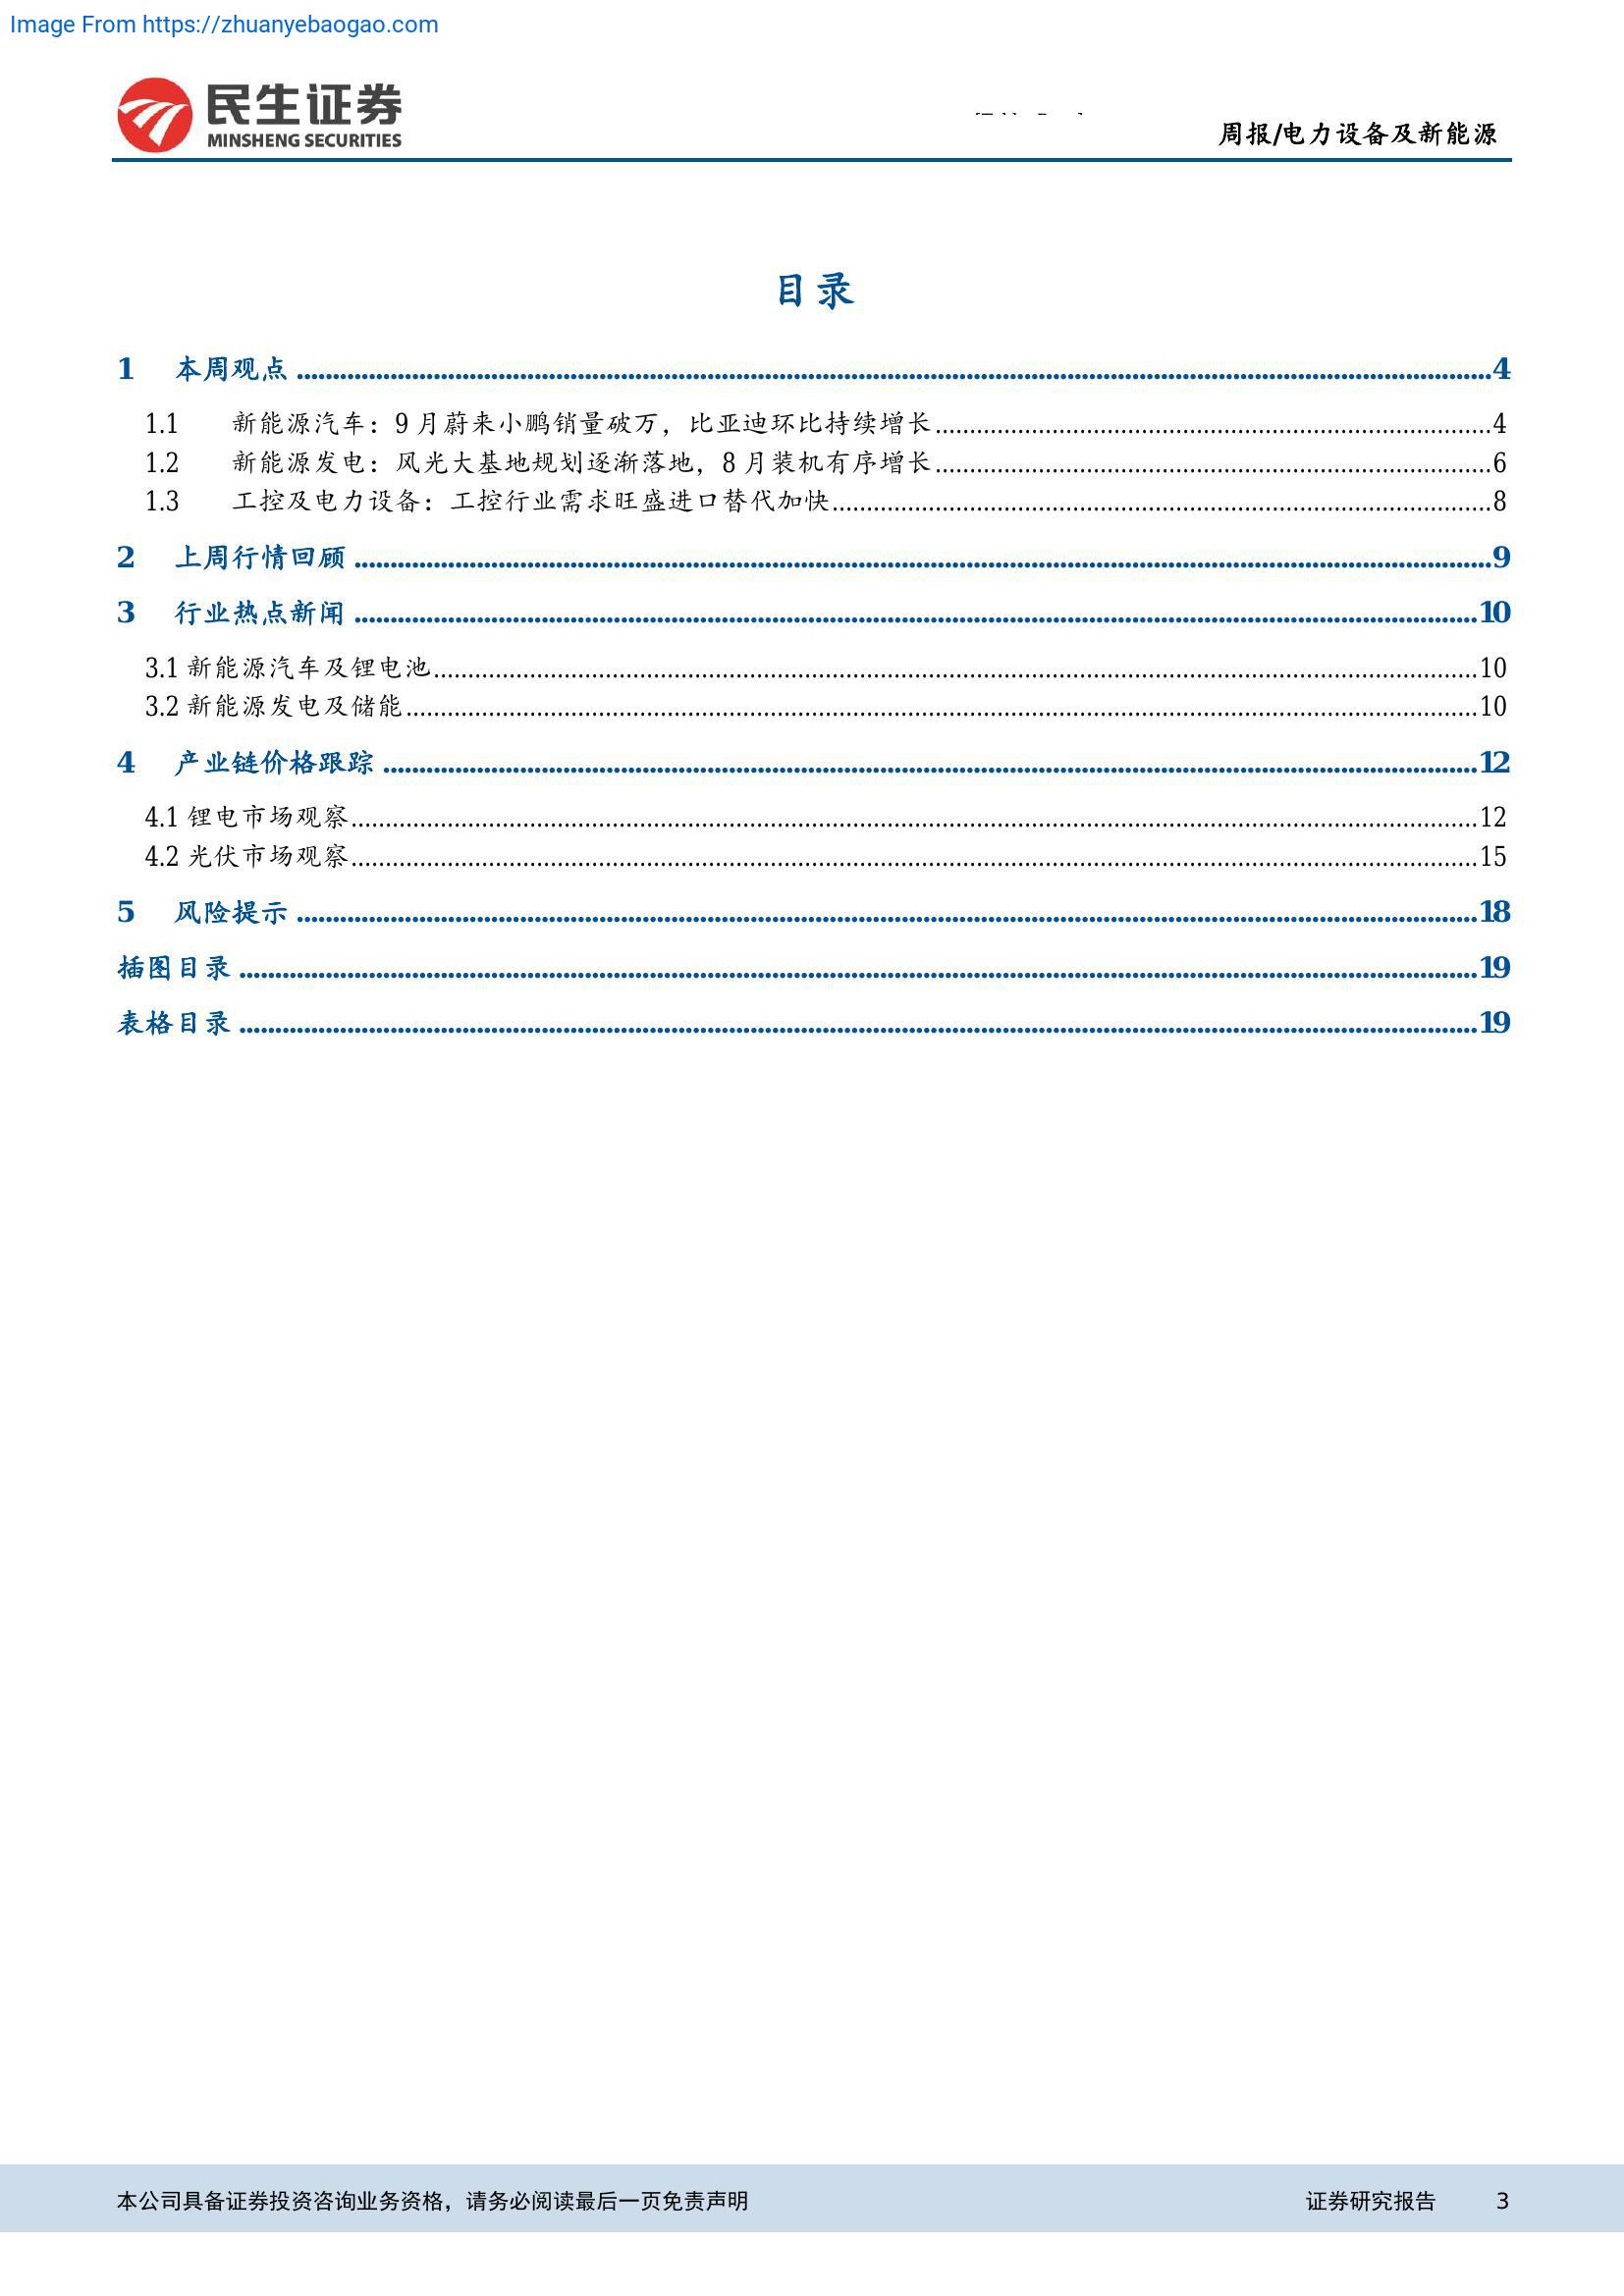 Image From https://zhuanyebaogao.com
民生证券
MINSHENG SECURITIES
周报/电力设备及新能源
目录
1 本周观点 ........ 4
1.1 新能源汽车：9 月蔚来小鹏销量破万，比亚迪环比持续增长 ........ 4
1.2 新能源发电：风光大基地规划逐渐落地，8 月装机有序增长 ........ 6
1.3 工控及电力设备：工控行业需求旺盛进口替代加快 ........ 8
2 上周行情回顾 ........ 9
3 行业热点新闻 ........ 10
3.1 新能源汽车及锂电池 ........ 10
3.2 新能源发电及储能 ........ 10
4 产业链价格跟踪 ........ 12
4.1 锂电市场观察 ........ 12
4.2 光伏市场观察 ........ 15
5 风险提示 ........ 18
插图目录 ........ 19
表格目录 ........ 19
本公司具备证券投资咨询业务资格，请务必阅读最后一页免责声明 证券研究报告 3